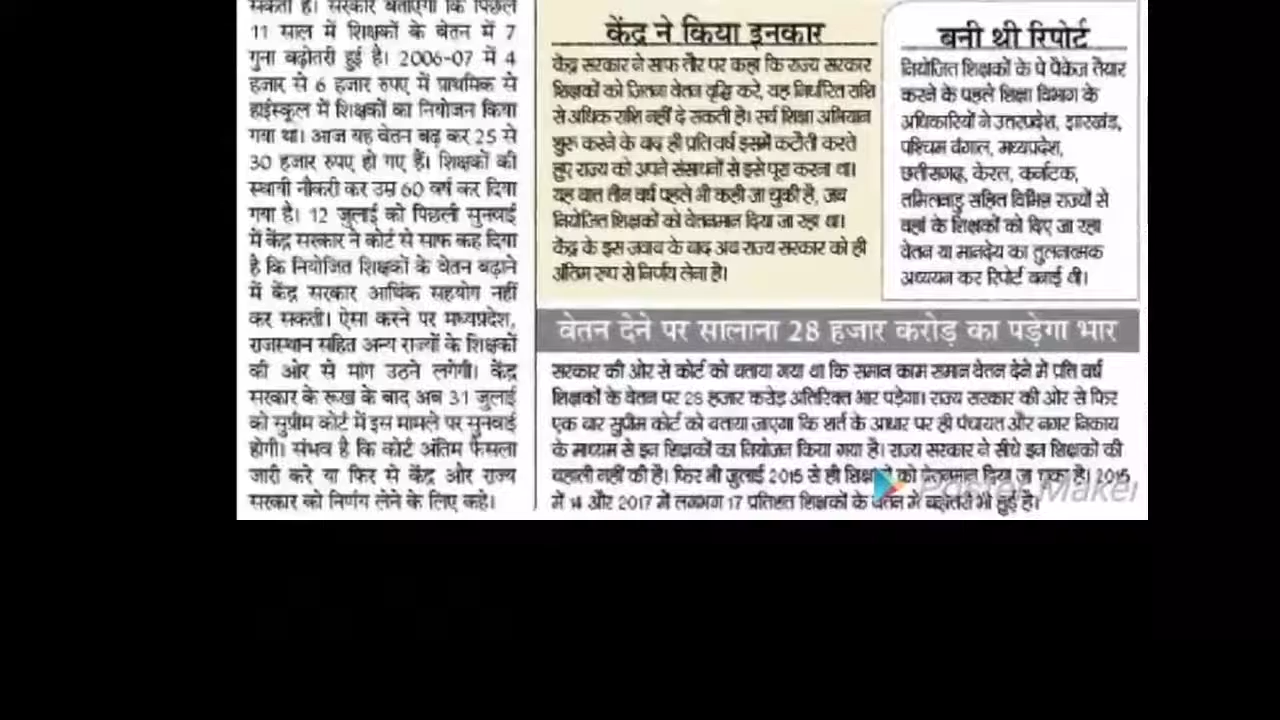 सकती है। सरकार बताएगी कि पिछले
11 साल में शिक्षकों के वेतन में 7
गुना बढ़ोतरी हुई है। 2006-07 में 4
हजार से 6 हजार रुपए में प्राथमिक से
हाईस्कूल में शिक्षकों का नियोजन किया
गया था। आज यह वेतन बढ़ कर 25 से
30 हजार रुपए हो गए हैं। शिक्षकों की
स्थायी नौकरी कर उम्र 60 वर्ष कर दिया
गया है। 12 जुलाई को पिछली सुनवाई
में केंद्र सरकार ने कोर्ट से साफ कह दिया
है कि नियोजित शिक्षकों के वेतन बढ़ाने
में केंद्र सरकार आर्थिक सहयोग नहीं
कर सकती। ऐसा करने पर मध्यप्रदेश,
राजस्थान सहित अन्य राज्यों के शिक्षकों
की ओर से मांग उठने लगेगी। केंद्र
सरकार के रूख के बाद अब 31 जुलाई
को सुप्रीम कोर्ट में इस मामले पर सुनवाई
होगी। संभव है कि कोर्ट अंतिम फैसला
जारी करे या फिर से केंद्र और राज्य
सरकार को निर्णय लेने के लिए कहे।
केंद्र ने किया इनकार
केंद्र सरकार ने साफ तौर पर कहा कि राज्य सरकार
शिक्षकों को जितना वेतन वृद्धि करे, यह निर्धारित राशि
से अधिक राशि नहीं दे सकती है। सर्व शिक्षा अभियान
शुरू करने के बाद ही प्रति वर्ष इसमें कटौती करते
हुए राज्य को अपने संसाधनों से इसे पूरा करना था।
यह बात तीन वर्ष पहले भी कही जा चुकी है, जब
नियोजित शिक्षकों को वेतनमान दिया जा रहा था।
केंद्र के इस जवाब के बाद अब राज्य सरकार को ही
अंतिम रूप से निर्णय लेना है।
बनी थी रिपोर्ट
नियोजित शिक्षकों के पे पैकेज तैयार
करने के पहले शिक्षा विभाग के
अधिकारियों ने उत्तरप्रदेश, झारखंड,
पश्चिम बंगाल, मध्यप्रदेश,
छत्तीसगढ़, केरल, कर्नाटक,
तमिलनाडु सहित विभिन्न राज्यों से
वहां के शिक्षकों को दिए जा रहा
वेतन या मानदेय का तुलनात्मक
अध्ययन कर रिपोर्ट बनाई थी।
वेतन देने पर सालाना 28 हजार करोड़ का पड़ेगा भार
सरकार की ओर से कोर्ट को बताया गया था कि समान काम समान वेतन देने में प्रति वर्ष
शिक्षकों के वेतन पर 28 हजार करोड़ अतिरिक्त भार पड़ेगा। राज्य सरकार की ओर से फिर
एक बार सुप्रीम कोर्ट को बताया जाएगा कि शर्त के आधार पर ही पंचायत और नगर निकाय
के माध्यम से इन शिक्षकों का नियोजन किया गया है। राज्य सरकार ने सीधे इन शिक्षकों की
बहाली नहीं की है। फिर भी जुलाई 2015 से ही शिक्षकों को वेतनमान दिया जा चुका है। 2015
में 14 और 2017 में लगभग 17 प्रतिशत शिक्षकों के वेतन में बढ़ोतरी भी हुई है।
Maker